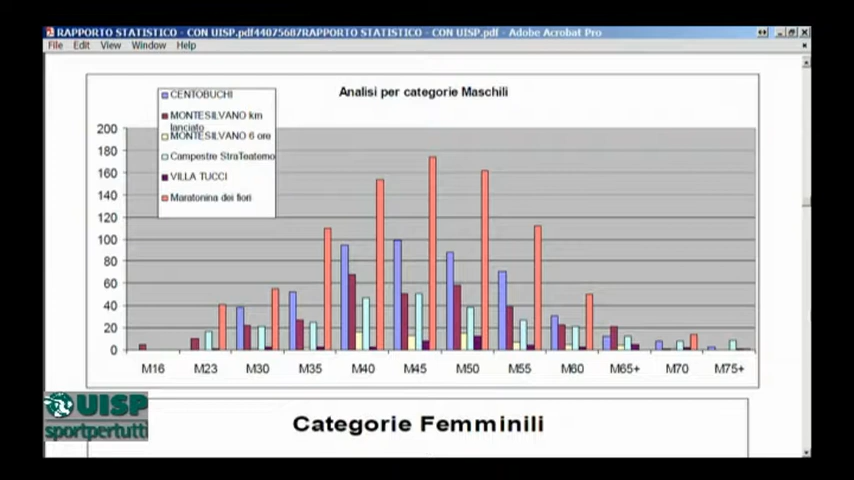 RAPPORTO STATISTICO - CON UISP.pdf44075687RAPPORTO STATISTICO - CON UISP.pdf - Adobe Acrobat Pro
File Edit View Window Help
Analisi per categorie Maschili
CENTOBUCHI
MONTESILVANO km
lanciato
MONTESILVANO 6 ore
Campestre StraTeatemo
VILLA TUCCI
Maratonina dei fiori
200
180
160
140
120
100
80
60
40
20
0
M16 M23 M30 M35 M40 M45 M50 M55 M60 M65+ M70 M75+
UISP
sportpertutti
Categorie Femminili